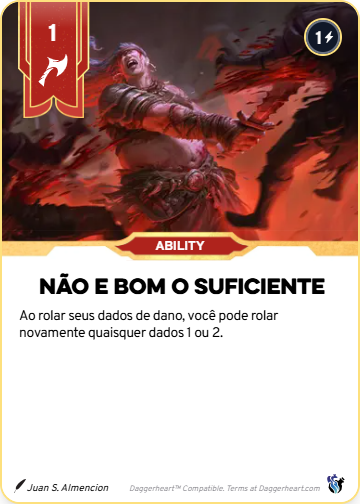 1
1
ABILITY
NÃO E BOM O SUFICIENTE
Ao rolar seus dados de dano, você pode rolar
novamente quaisquer dados 1 ou 2.
Juan S. Almencion
Daggerheart™ Compatible. Terms at Daggerheart.com